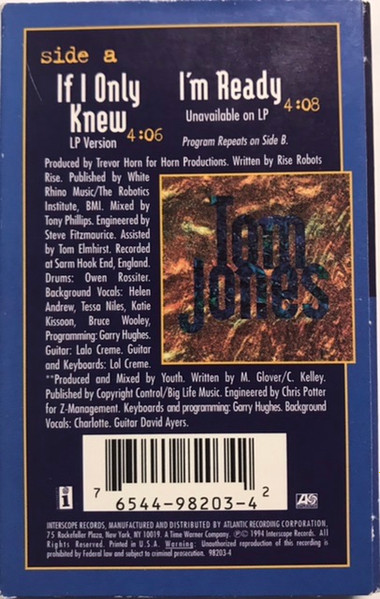 side a
If I Only
Knew
LP Version 4:06
I'm Ready
4:08
Unavailable on LP
Program Repeats on Side B.
Produced by Trevor Horn for Horn Productions. Written by Rise Robots
Rise. Published by White
Rhino Music/The Robotics
Institute, BMI. Mixed by
Tony Phillips. Engineered by
Steve Fitzmaurice. Assisted
by Tom Elmhirst. Recorded
at Sarm Hook End, England.
Drums: Owen Rossiter.
Background Vocals: Helen
Andrew, Tessa Niles, Katie
Kissoon, Bruce Wooley,
Programming: Garry Hughes.
Guitar: Lalo Creme. Guitar
and Keyboards: Lol Creme.
Tom
Jones
**Produced and Mixed by Youth. Written by M. Glover/C. Kelley.
Published by Copyright Control/Big Life Music. Engineered by Chris Potter
for Z-Management. Keyboards and programming: Garry Hughes. Background
Vocals: Charlotte. Guitar David Ayers.
i
7 6544-98203-4 2
INTERSCOPE RECORDS, MANUFACTURED AND DISTRIBUTED BY ATLANTIC RECORDING CORPORATION,
75 Rockefeller Plaza, New York, NY 10019. A Time Warner Company. ℗© 1994 Interscope Records. All
Rights Reserved. Printed in U.S.A. Warning: Unauthorized reproduction of this recording is
prohibited by Federal law and subject to criminal prosecution. 98203-4